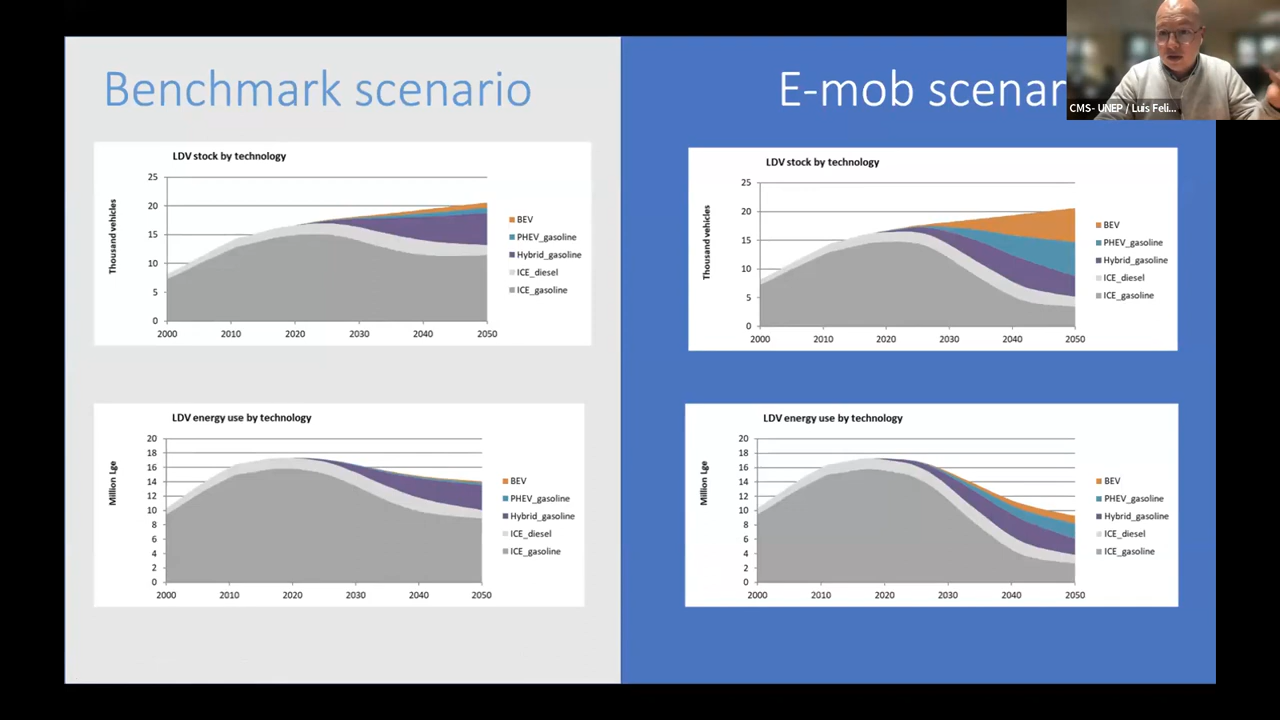 Benchmark scenario
LDV stock by technology
Thousand vehicles
25
20
15
10
5
0
2000 2010 2020 2030 2040 2050
BEV
PHEV_gasoline
Hybrid_gasoline
ICE_diesel
ICE_gasoline
LDV energy use by technology
Million Lge
20
18
16
14
12
10
8
6
4
2
0
2000 2010 2020 2030 2040 2050
BEV
PHEV_gasoline
Hybrid_gasoline
ICE_diesel
ICE_gasoline
E-mob scenar
CMS- UNEP / Luis Feli...
LDV stock by technology
Thousand vehicles
25
20
15
10
5
0
2000 2010 2020 2030 2040 2050
BEV
PHEV_gasoline
Hybrid_gasoline
ICE_diesel
ICE_gasoline
LDV energy use by technology
Million Lge
20
18
16
14
12
10
8
6
4
2
0
2000 2010 2020 2030 2040 2050
BEV
PHEV_gasoline
Hybrid_gasoline
ICE_diesel
ICE_gasoline